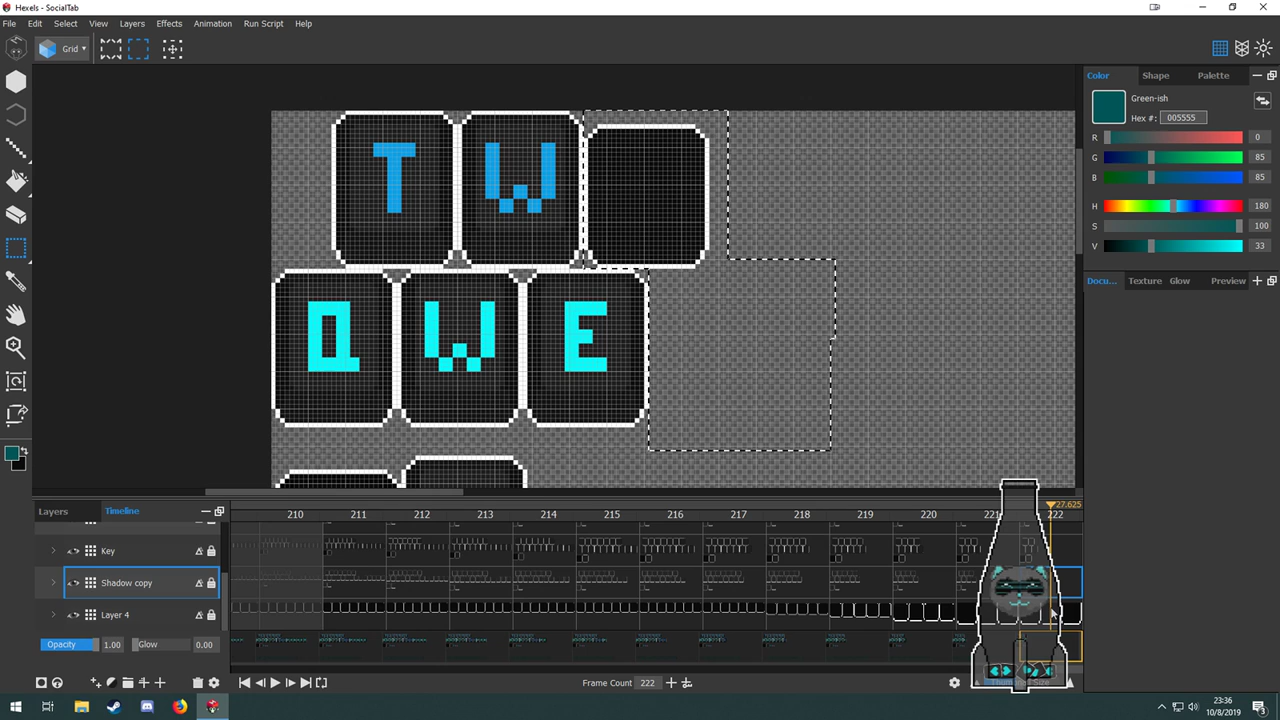 Hexels - SocialTab
File Edit Select View Layers Effects Animation Run Script Help
Grid
Color Shape Palette
Green-ish
Hex #: 005555
R 0
G 85
B 85
H 180
S 100
V 33
Docu... Texture Glow Preview
T W
Q W E
Layers Timeline
27.625
210 211 212 213 214 215 216 217 218 219 220 221 222
Key
Shadow copy
Layer 4
Opacity 1.00 Glow 0.00
Frame Count 222
Size
23:36
10/8/2019
3